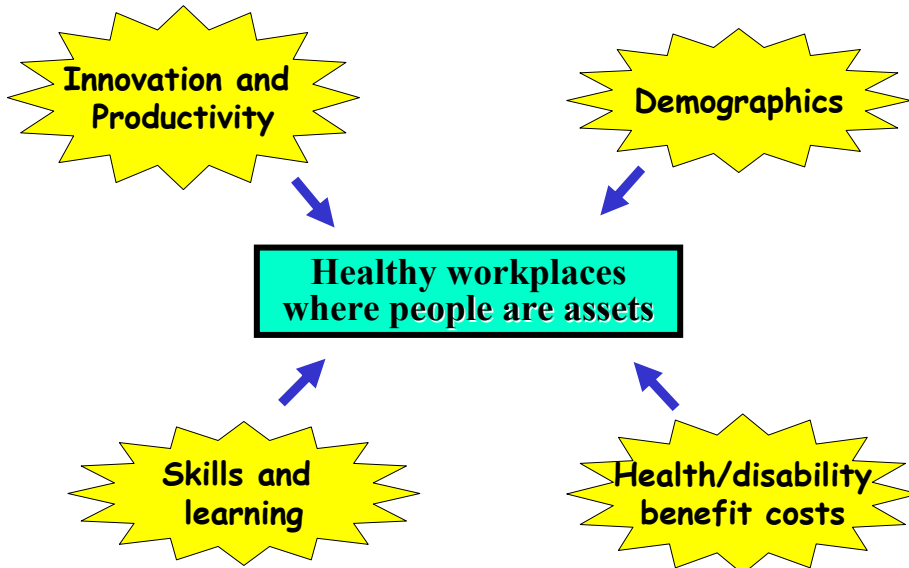 Innovation and
Productivity
Demographics
Healthy workplaces
where people are assets
Skills and
learning
Health/disability
benefit costs